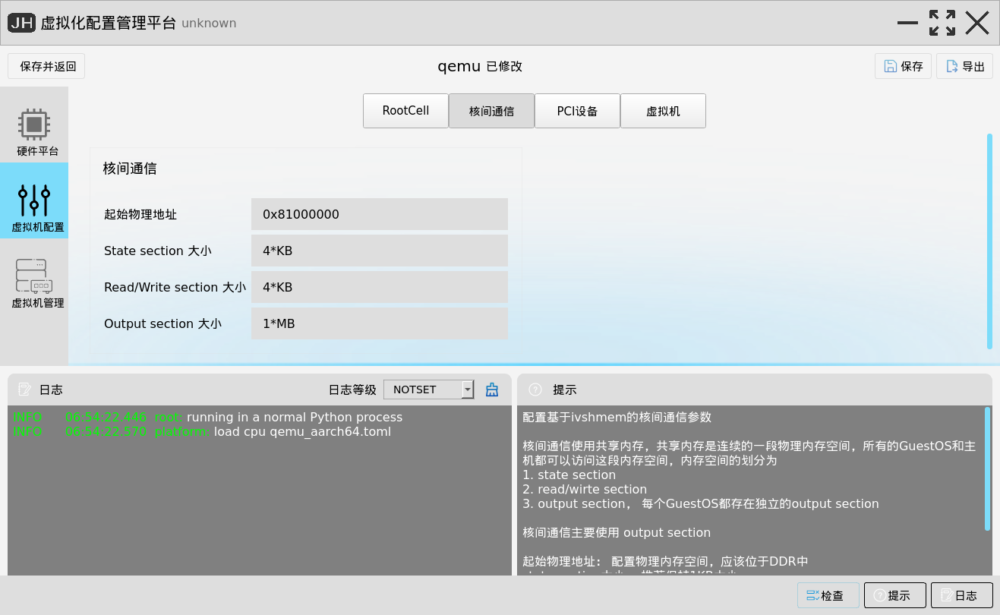 JH 虚拟化配置管理平台 unknown
保存并返回
qemu 已修改
保存
导出
硬件平台
虚拟机配置
虚拟机管理
RootCell
核间通信
PCI设备
虚拟机
核间通信
起始物理地址 0x81000000
State section 大小 4*KB
Read/Write section 大小 4*KB
Output section 大小 1*MB
日志
日志等级 NOTSET
INFO 06:54:22.446 root: running in a normal Python process
INFO 06:54:22.570 platform: load cpu qemu_aarch64.toml
提示
配置基于ivshmem的核间通信参数
核间通信使用共享内存，共享内存是连续的一段物理内存空间，所有的GuestOS和主
机都可以访问这段内存空间，内存空间的划分为
1. state section
2. read/wirte section
3. output section， 每个GuestOS都存在独立的output section
核间通信主要使用 output section
起始物理地址： 配置物理内存空间，应该位于DDR中
检查
提示
日志